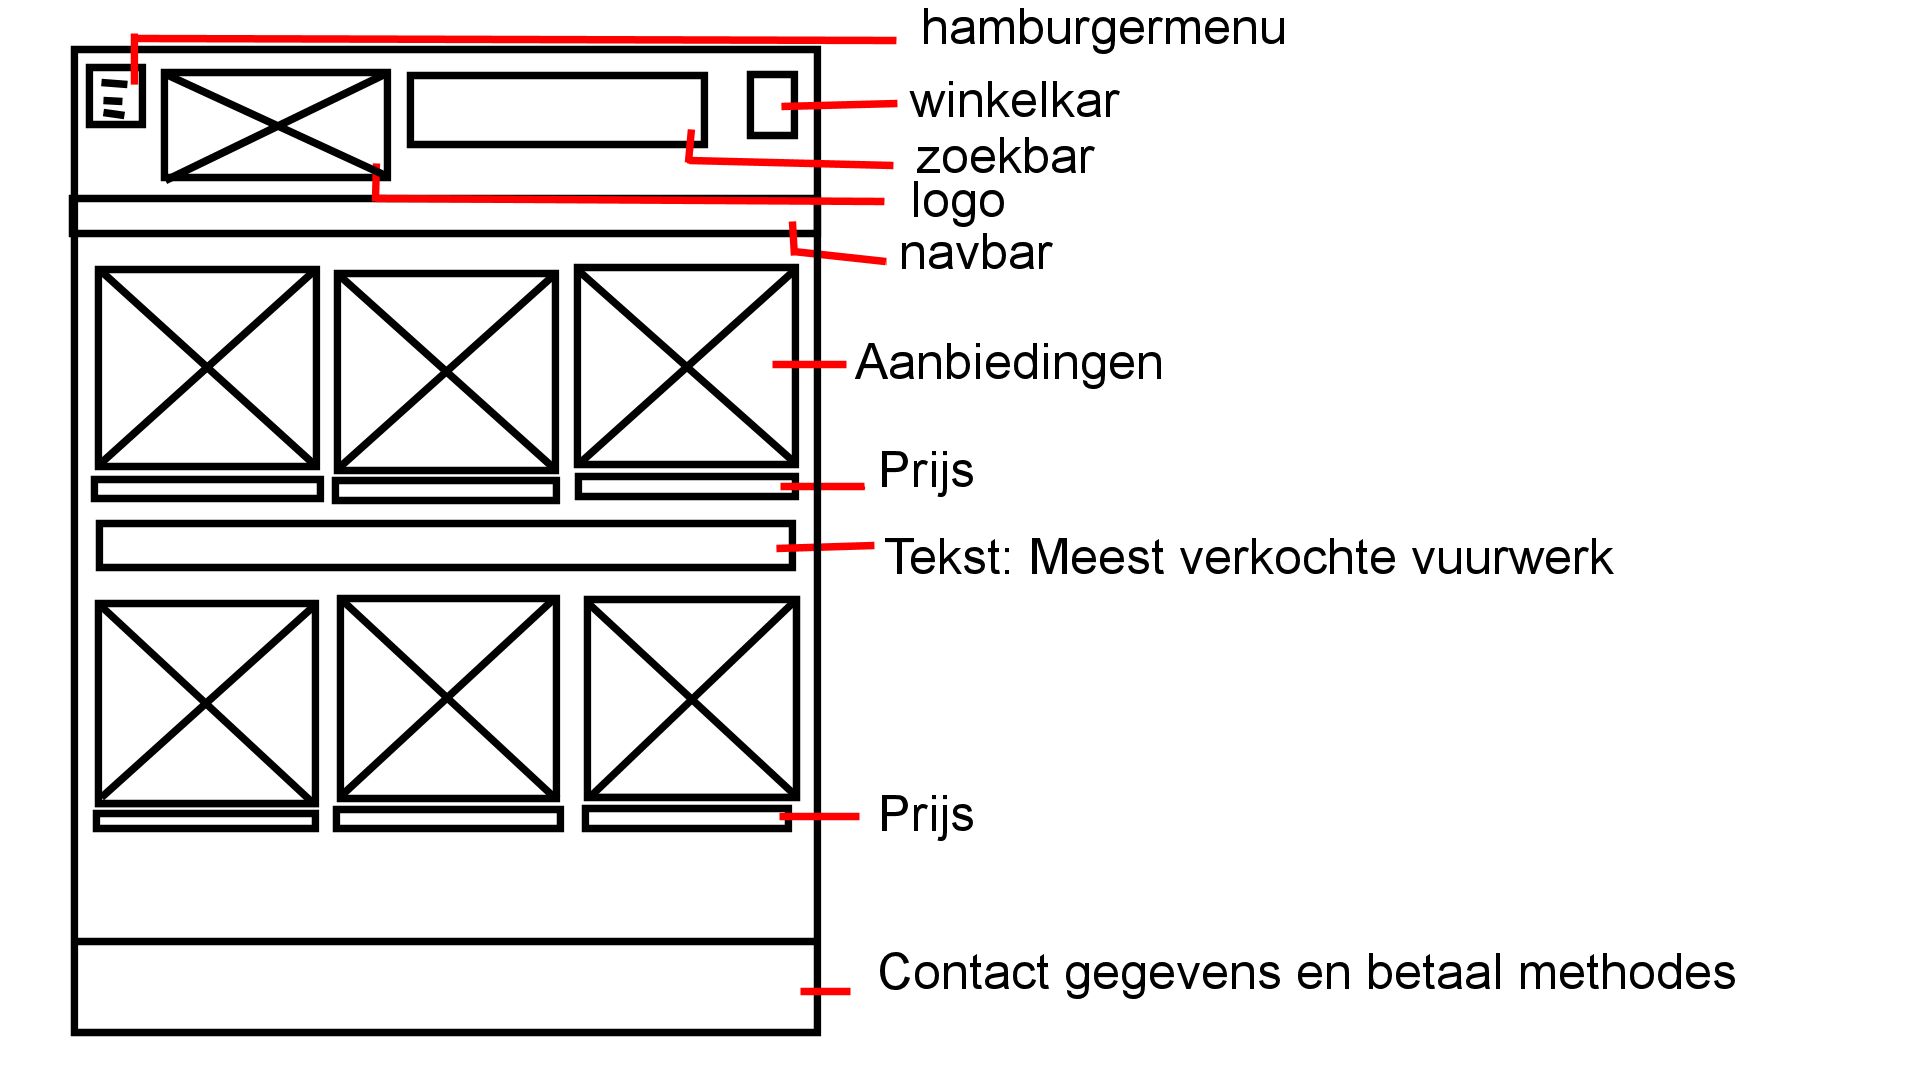 hamburgermenu
winkelkar
zoekbar
logo
navbar
Aanbiedingen
Prijs
Tekst: Meest verkochte vuurwerk
Prijs
Contact gegevens en betaal methodes